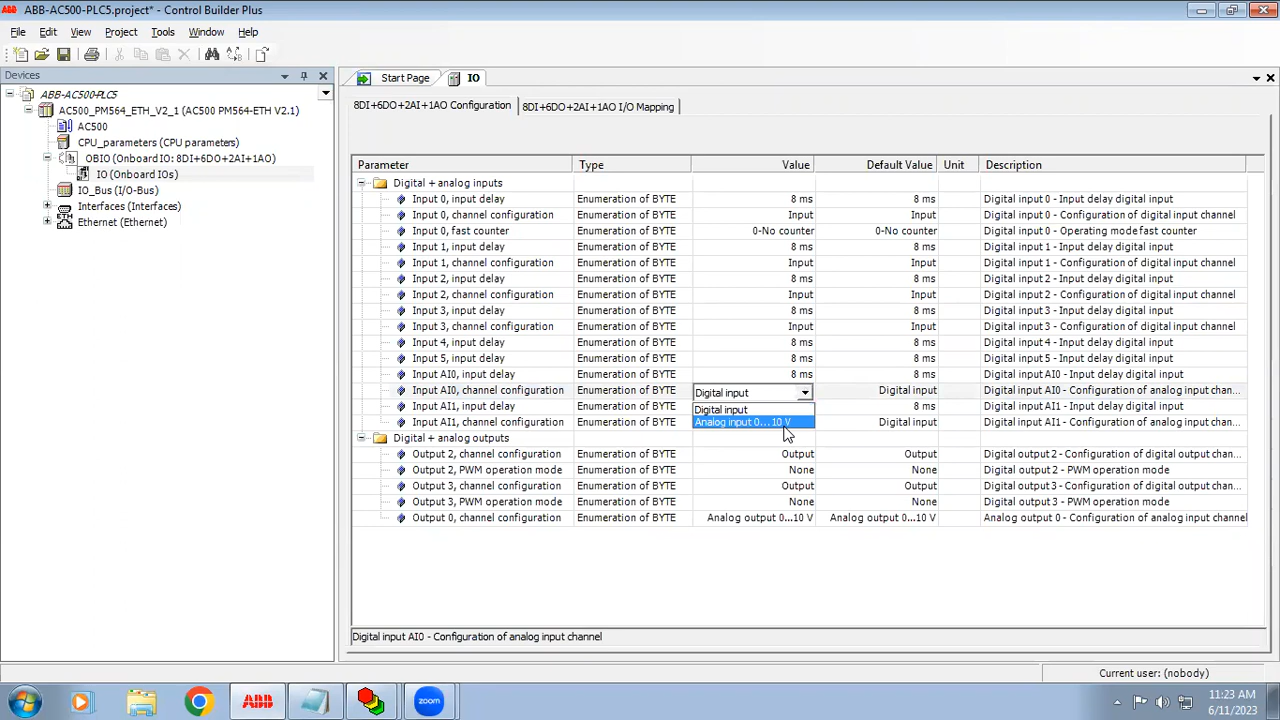 ABB ABB-AC500-PLC5.project* - Control Builder Plus
File Edit View Project Tools Window Help
Devices
Start Page IO
ABB-AC500-PLC5
AC500_PM564_ETH_V2_1 (AC500 PM564-ETH V2.1)
AC500
CPU_parameters (CPU parameters)
OBIO (Onboard IO: 8DI+6DO+2AI+1AO)
IO (Onboard IOs)
IO_Bus (I/O-Bus)
Interfaces (Interfaces)
Ethernet (Ethernet)
8DI+6DO+2AI+1AO Configuration 8DI+6DO+2AI+1AO I/O Mapping
Parameter Type Value Default Value Unit Description
Digital + analog inputs
Input 0, input delay Enumeration of BYTE 8 ms 8 ms Digital input 0 - Input delay digital input
Input 0, channel configuration Enumeration of BYTE Input Input Digital input 0 - Configuration of digital input channel
Input 0, fast counter Enumeration of BYTE 0-No counter 0-No counter Digital input 0 - Operating mode fast counter
Input 1, input delay Enumeration of BYTE 8 ms 8 ms Digital input 1 - Input delay digital input
Input 1, channel configuration Enumeration of BYTE Input Input Digital input 1 - Configuration of digital input channel
Input 2, input delay Enumeration of BYTE 8 ms 8 ms Digital input 2 - Input delay digital input
Input 2, channel configuration Enumeration of BYTE Input Input Digital input 2 - Configuration of digital input channel
Input 3, input delay Enumeration of BYTE 8 ms 8 ms Digital input 3 - Input delay digital input
Input 3, channel configuration Enumeration of BYTE Input Input Digital input 3 - Configuration of digital input channel
Input 4, input delay Enumeration of BYTE 8 ms 8 ms Digital input 4 - Input delay digital input
Input 5, input delay Enumeration of BYTE 8 ms 8 ms Digital input 5 - Input delay digital input
Input AI0, input delay Enumeration of BYTE 8 ms 8 ms Digital input AI0 - Input delay digital input
Input AI0, channel configuration Enumeration of BYTE Digital input Digital input Digital input AI0 - Configuration of analog input chan...
Input AI1, input delay Enumeration of BYTE Digital input 8 ms Digital input AI1 - Input delay digital input
Input AI1, channel configuration Enumeration of BYTE Analog input 0...10 V Digital input Digital input AI1 - Configuration of analog input chan...
Digital + analog outputs
Output 2, channel configuration Enumeration of BYTE Output Output Digital output 2 - Configuration of digital output chan...
Output 2, PWM operation mode Enumeration of BYTE None None Digital output 2 - PWM operation mode
Output 3, channel configuration Enumeration of BYTE Output Output Digital output 3 - Configuration of digital output chan...
Output 3, PWM operation mode Enumeration of BYTE None None Digital output 3 - PWM operation mode
Output 0, channel configuration Enumeration of BYTE Analog output 0...10 V Analog output 0...10 V Analog output 0 - Configuration of analog input channel
Digital input AI0 - Configuration of analog input channel
Current user: (nobody)
ABB zoom
11:23 AM
6/11/2023